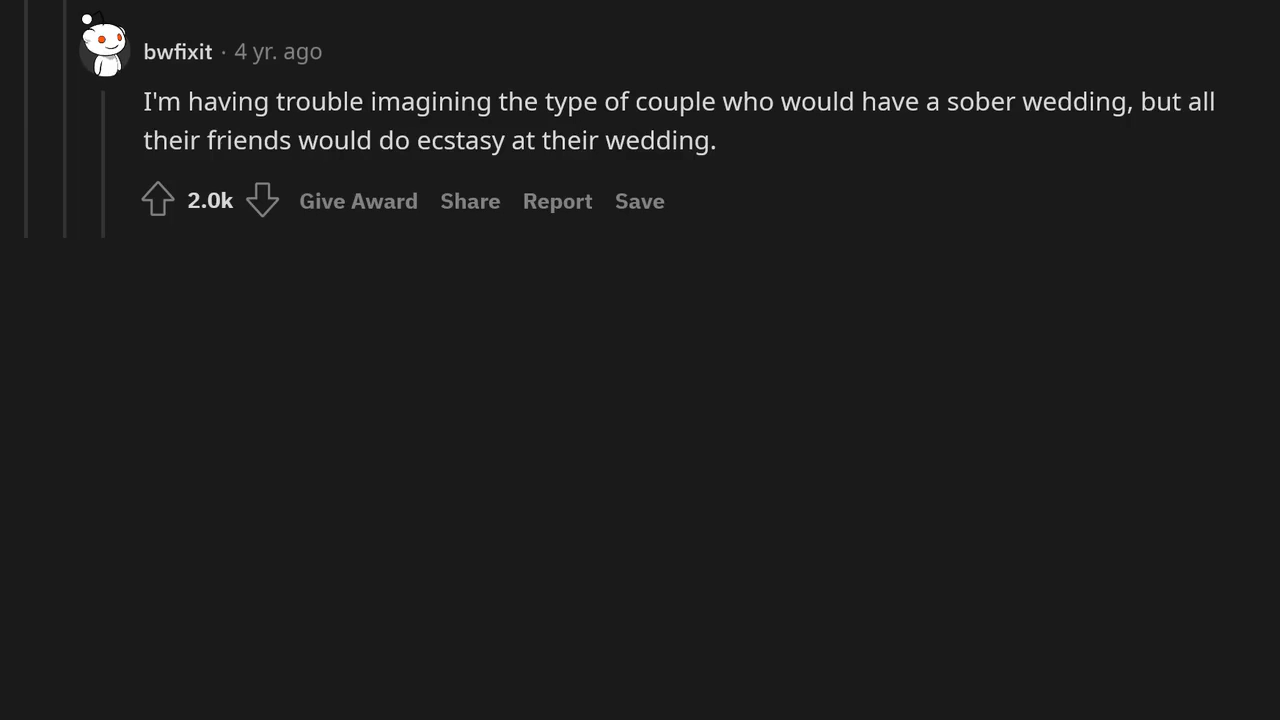 bwfixit · 4 yr. ago
I'm having trouble imagining the type of couple who would have a sober wedding, but all
their friends would do ecstasy at their wedding.
2.0k Give Award Share Report Save